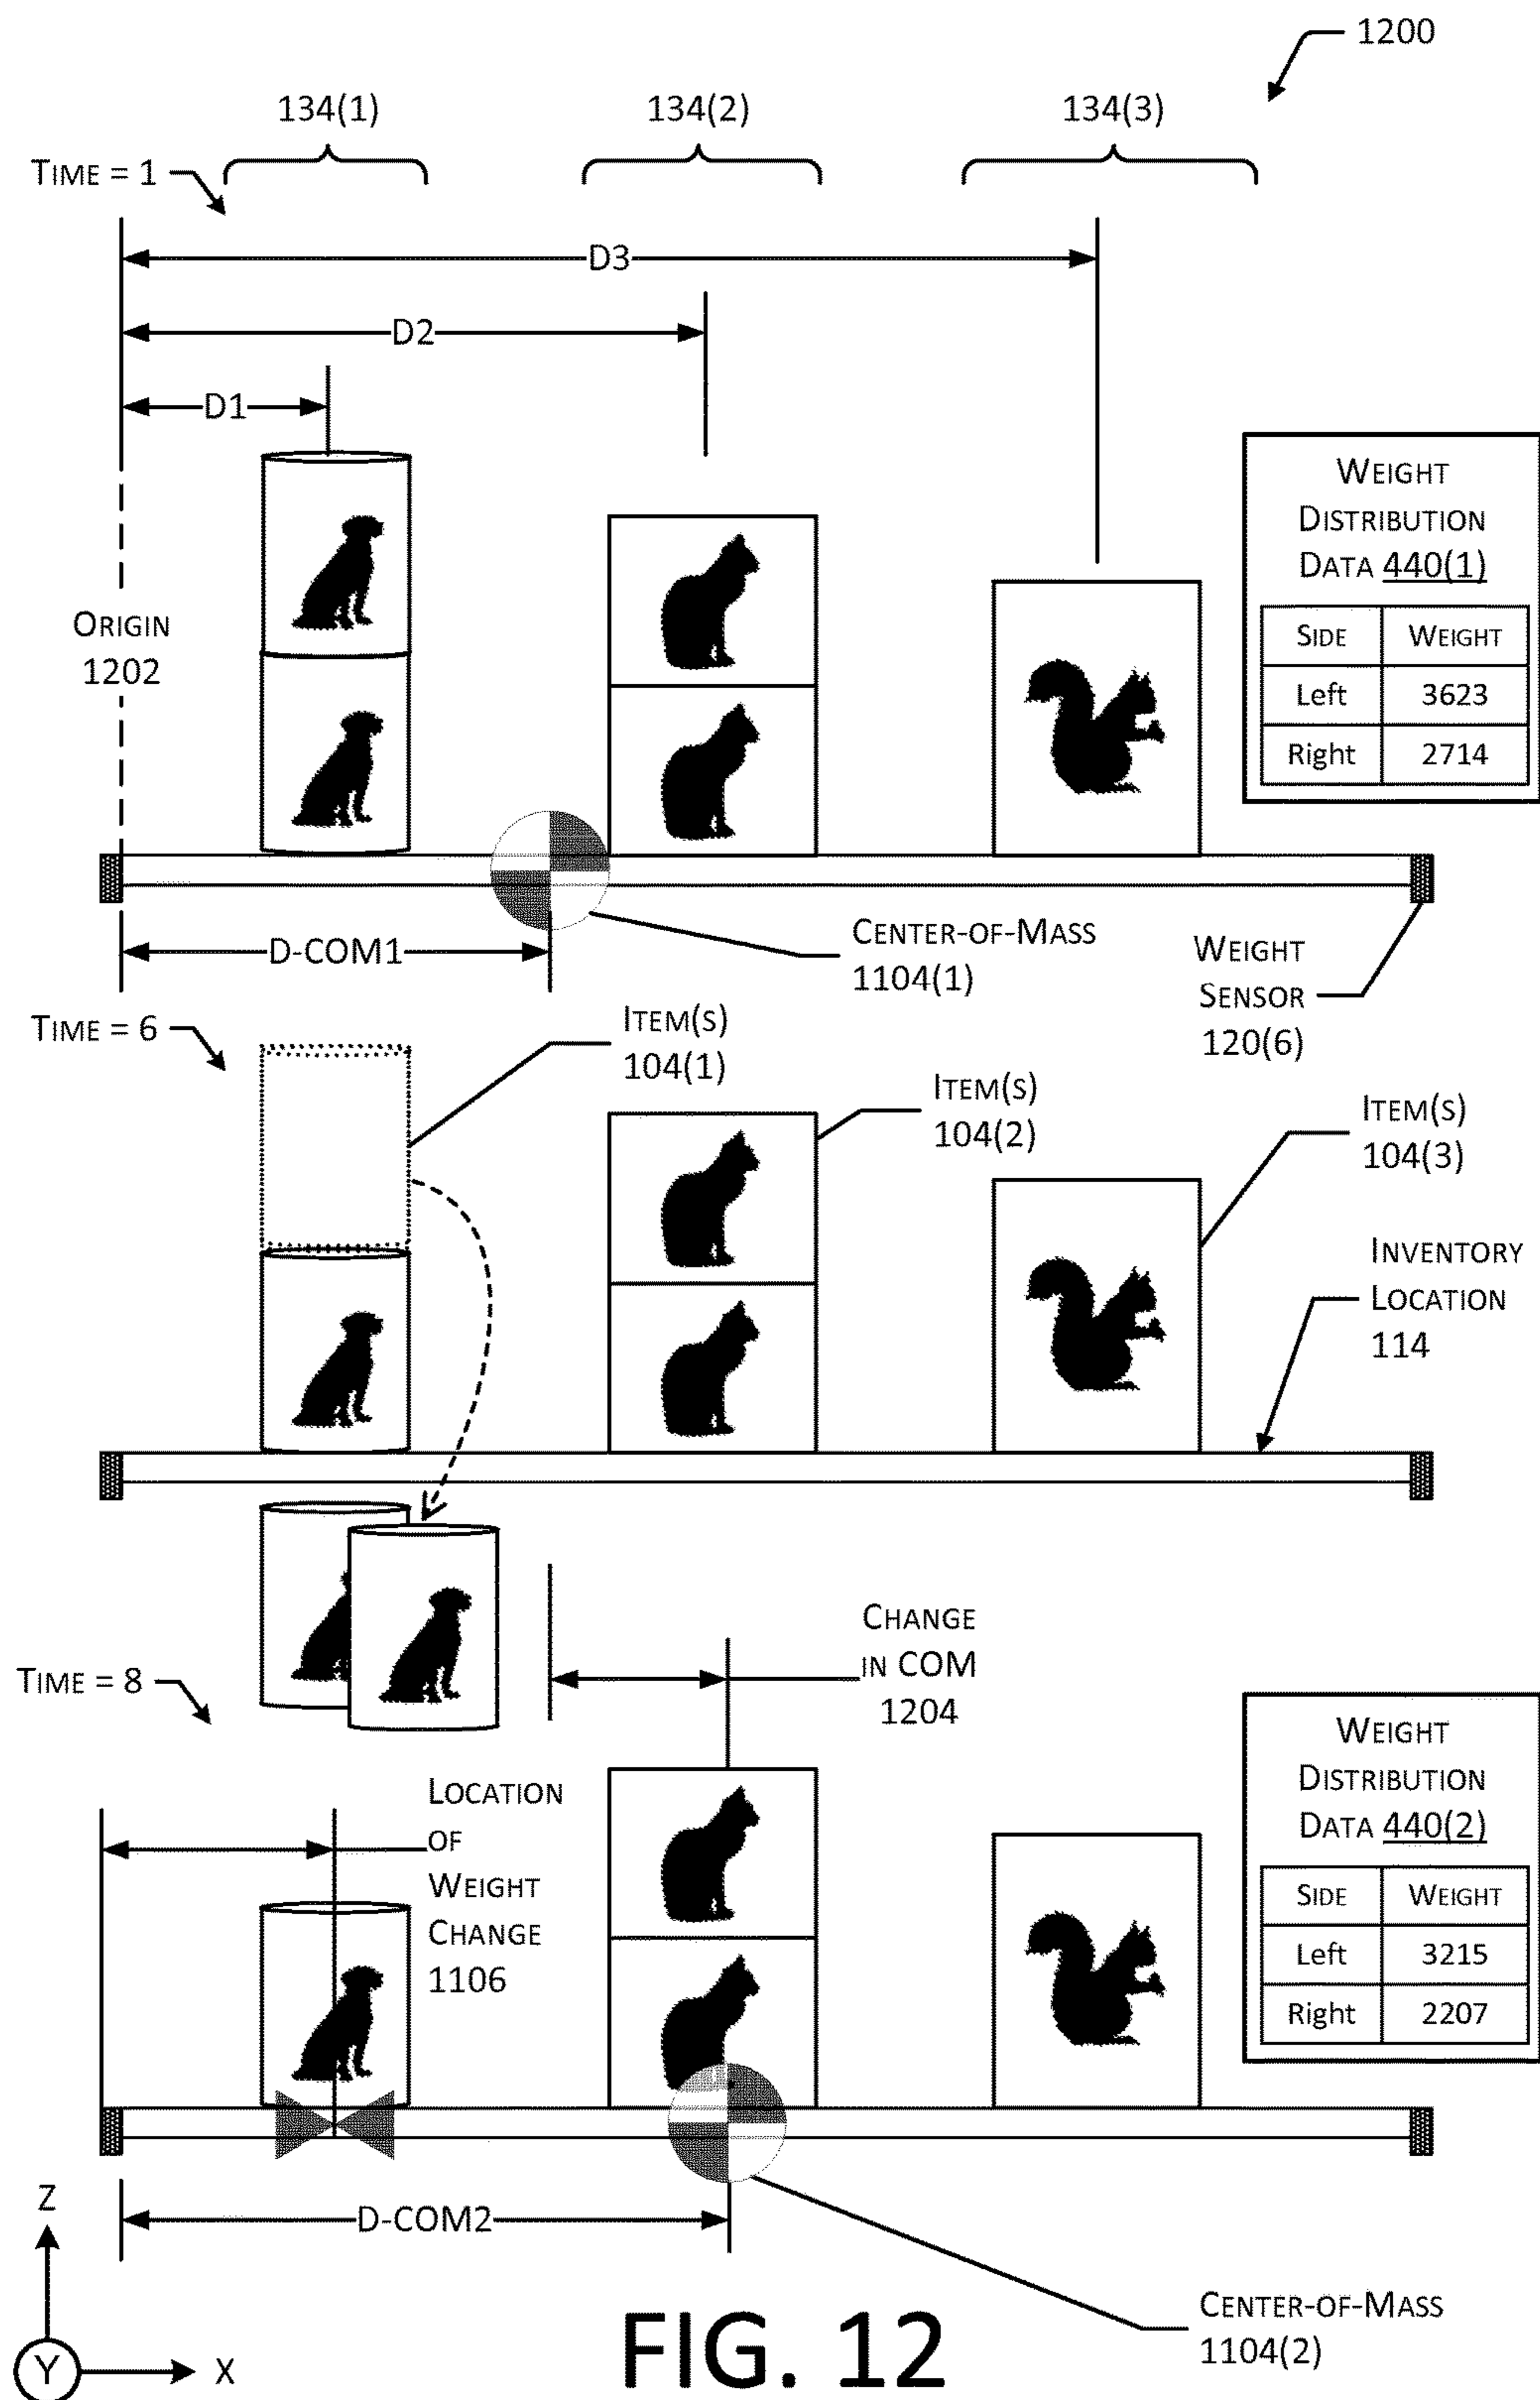 1200
134(1)
134(2)
134(3)
TIME = 1
D3
D2
D1
ORIGIN
1202
WEIGHT
DISTRIBUTION
DATA 440(1)
SIDE WEIGHT
Left 3623
Right 2714
D-COM1
CENTER-OF-MASS
1104(1)
WEIGHT
SENSOR
120(6)
TIME = 6
ITEM(S)
104(1)
ITEM(S)
104(2)
ITEM(S)
104(3)
INVENTORY
LOCATION
114
CHANGE
IN COM
1204
TIME = 8
LOCATION
OF
WEIGHT
CHANGE
1106
WEIGHT
DISTRIBUTION
DATA 440(2)
SIDE WEIGHT
Left 3215
Right 2207
D-COM2
CENTER-OF-MASS
1104(2)
Z
Y
X
FIG. 12